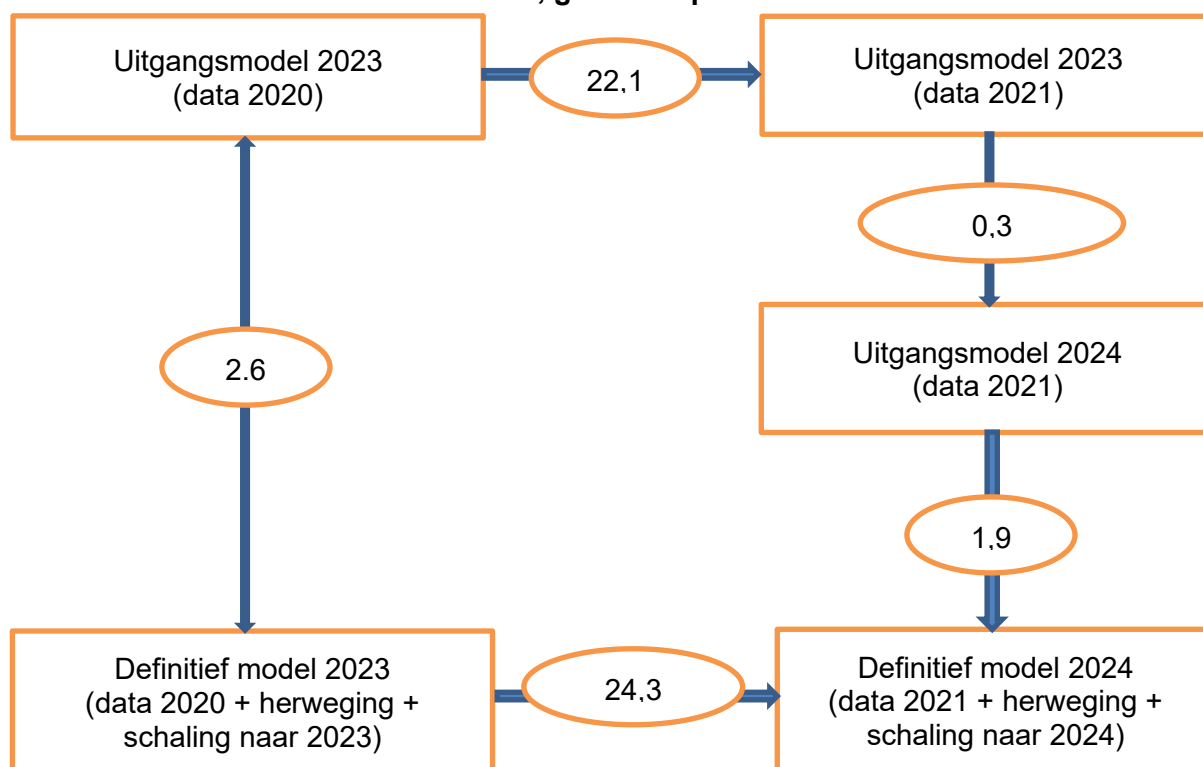 Uitgangsmodel 2023
(data 2020)
22,1
Uitgangsmodel 2023
(data 2021)
0,3
Uitgangsmodel 2024
(data 2021)
2.6
1,9
Definitief model 2023
(data 2020 + herweging +
schaling naar 2023)
24,3
Definitief model 2024
(data 2021 + herweging +
schaling naar 2024)